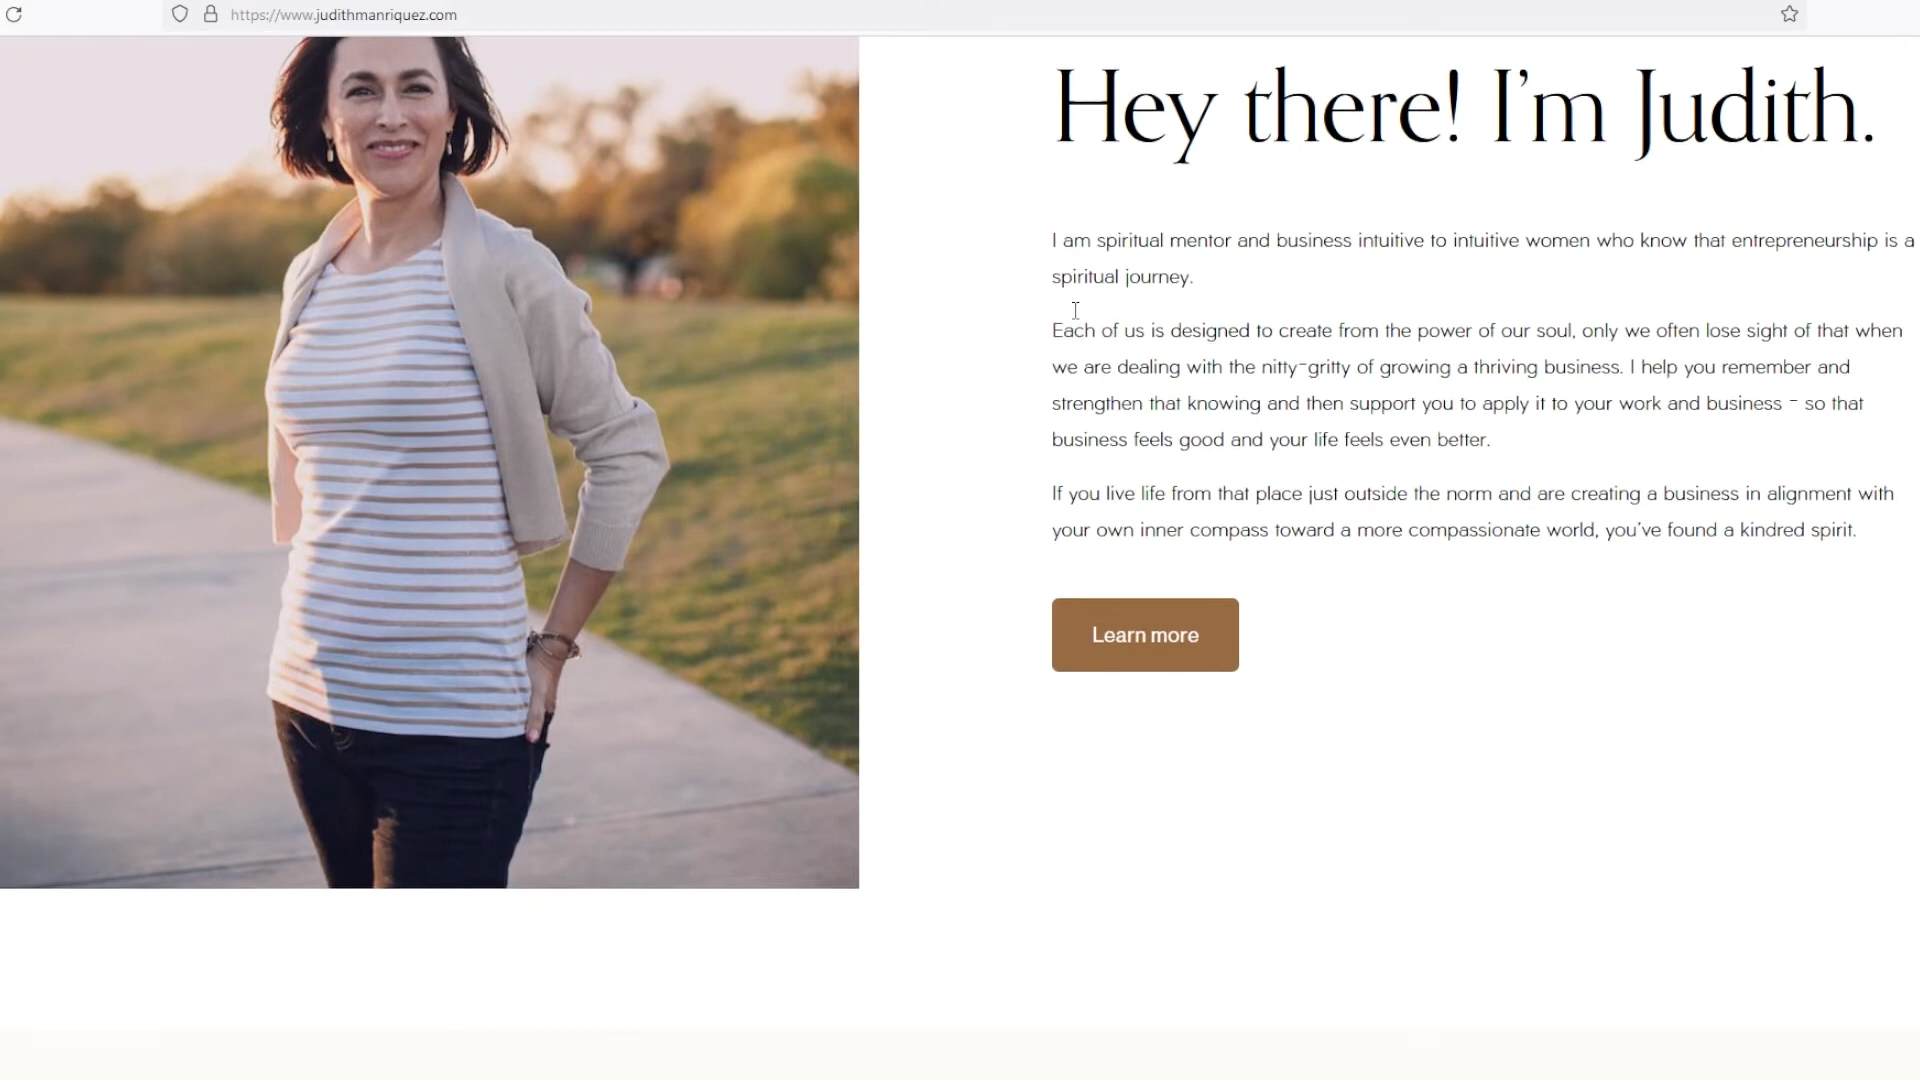 https://www.judithmanriquez.com
Hey there! I'm Judith.
I am spiritual mentor and business intuitive to intuitive women who know that entrepreneurship is a
spiritual journey.
Each of us is designed to create from the power of our soul, only we often lose sight of that when
we are dealing with the nitty-gritty of growing a thriving business. I help you remember and
strengthen that knowing and then support you to apply it to your work and business - so that
business feels good and your life feels even better.
If you live life from that place just outside the norm and are creating a business in alignment with
your own inner compass toward a more compassionate world, you've found a kindred spirit.
Learn more